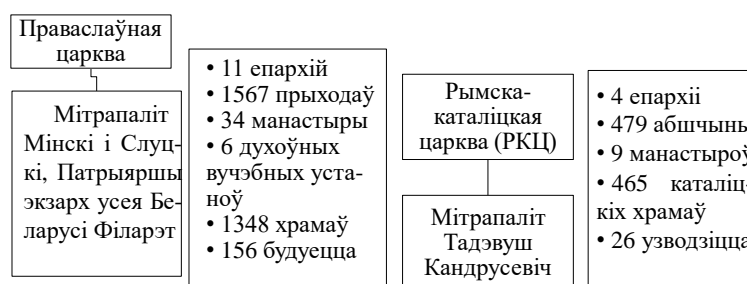 Праваслаўная
царква
Мітрапаліт
Мінскі і Слуц-
кі, Патрыяршы
экзарх усея Бе-
ларусі Філарэт
• 11 епархій
• 1567 прыходаў
• 34 манастыры
• 6 духоўных
вучэбных уста-
ноў
• 1348 храмаў
• 156 будуецца
Рымска-
каталіцкая
царква (РКЦ)
Мітрапаліт
Тадэвуш
Кандрусевіч
• 4 епархіі
• 479 абшчыны
• 9 манастыроў
• 465 каталіц-
кіх храмаў
• 26 узводзіцца